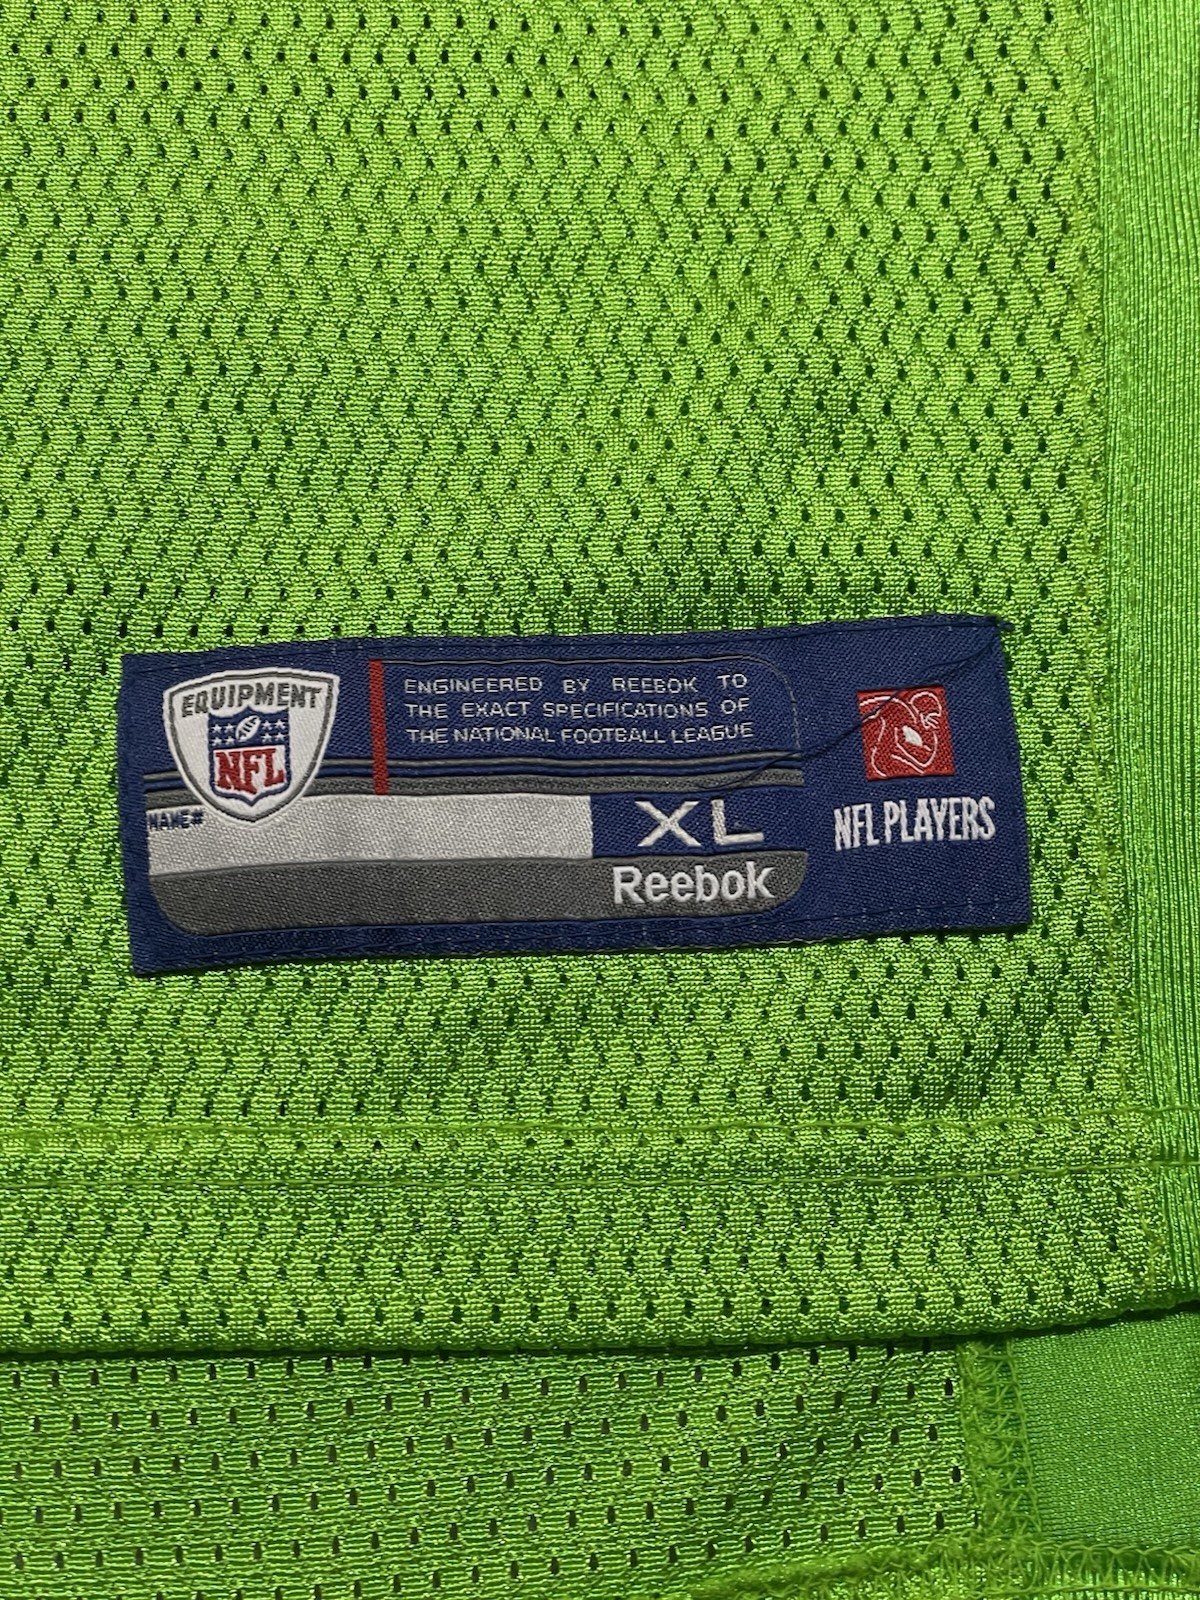 EQUIPMENT
NFL
ENGINEERED BY REEBOK TO
THE EXACT SPECIFICATIONS OF
THE NATIONAL FOOTBALL LEAGUE
NAME#
XL
Reebok
NFL PLAYERS